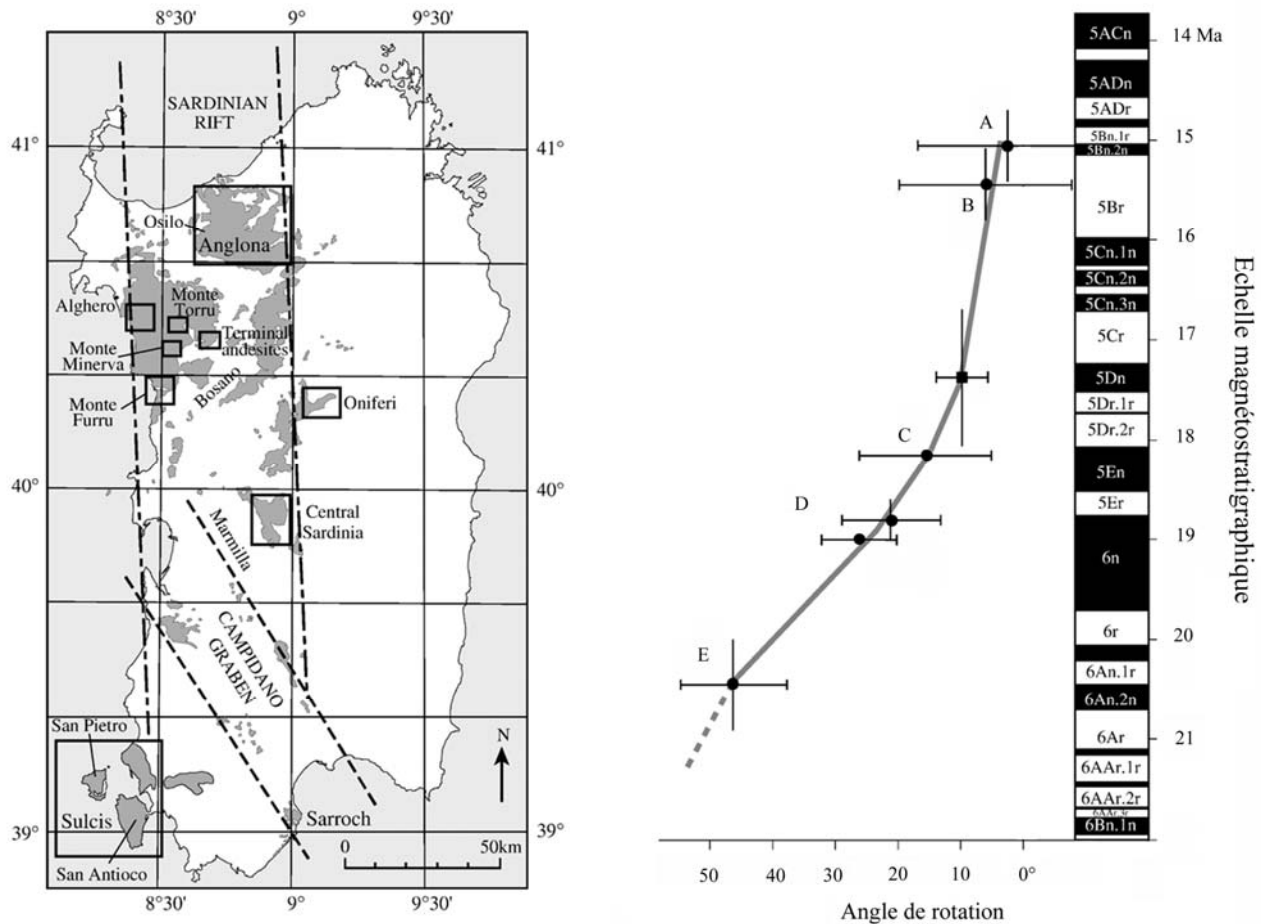 8°30'
9°
9°30'
SARDINIAN
RIFT
41°
41°
Osilo
Anglona
Alghero
Monte
Torru
Monte
Minerva
Terminal
andesites
Monte
Furru
Bosano
Oniferi
40°
40°
Central
Sardinia
Marmilla
CAMPIDANO
GRABEN
San Pietro
N
Sulcis
Sarroch
39°
39°
0
50km
San Antioco
8°30'
9°
9°30'
A
B
C
D
E
5ACn
5ADn
5ADr
5Bn.1r
5Bn.2n
5Br
5Cn.1n
5Cn.2n
5Cn.3n
5Cr
5Dn
5Dr.1r
5Dr.2r
5En
5Er
6n
6r
6An.1r
6An.2n
6Ar
6AAr.1r
6AAr.2r
6AAr.3r
6Bn.1n
14 Ma
15
16
17
18
19
20
21
Echelle magnétostratigraphique
50
40
30
20
10
0°
Angle de rotation